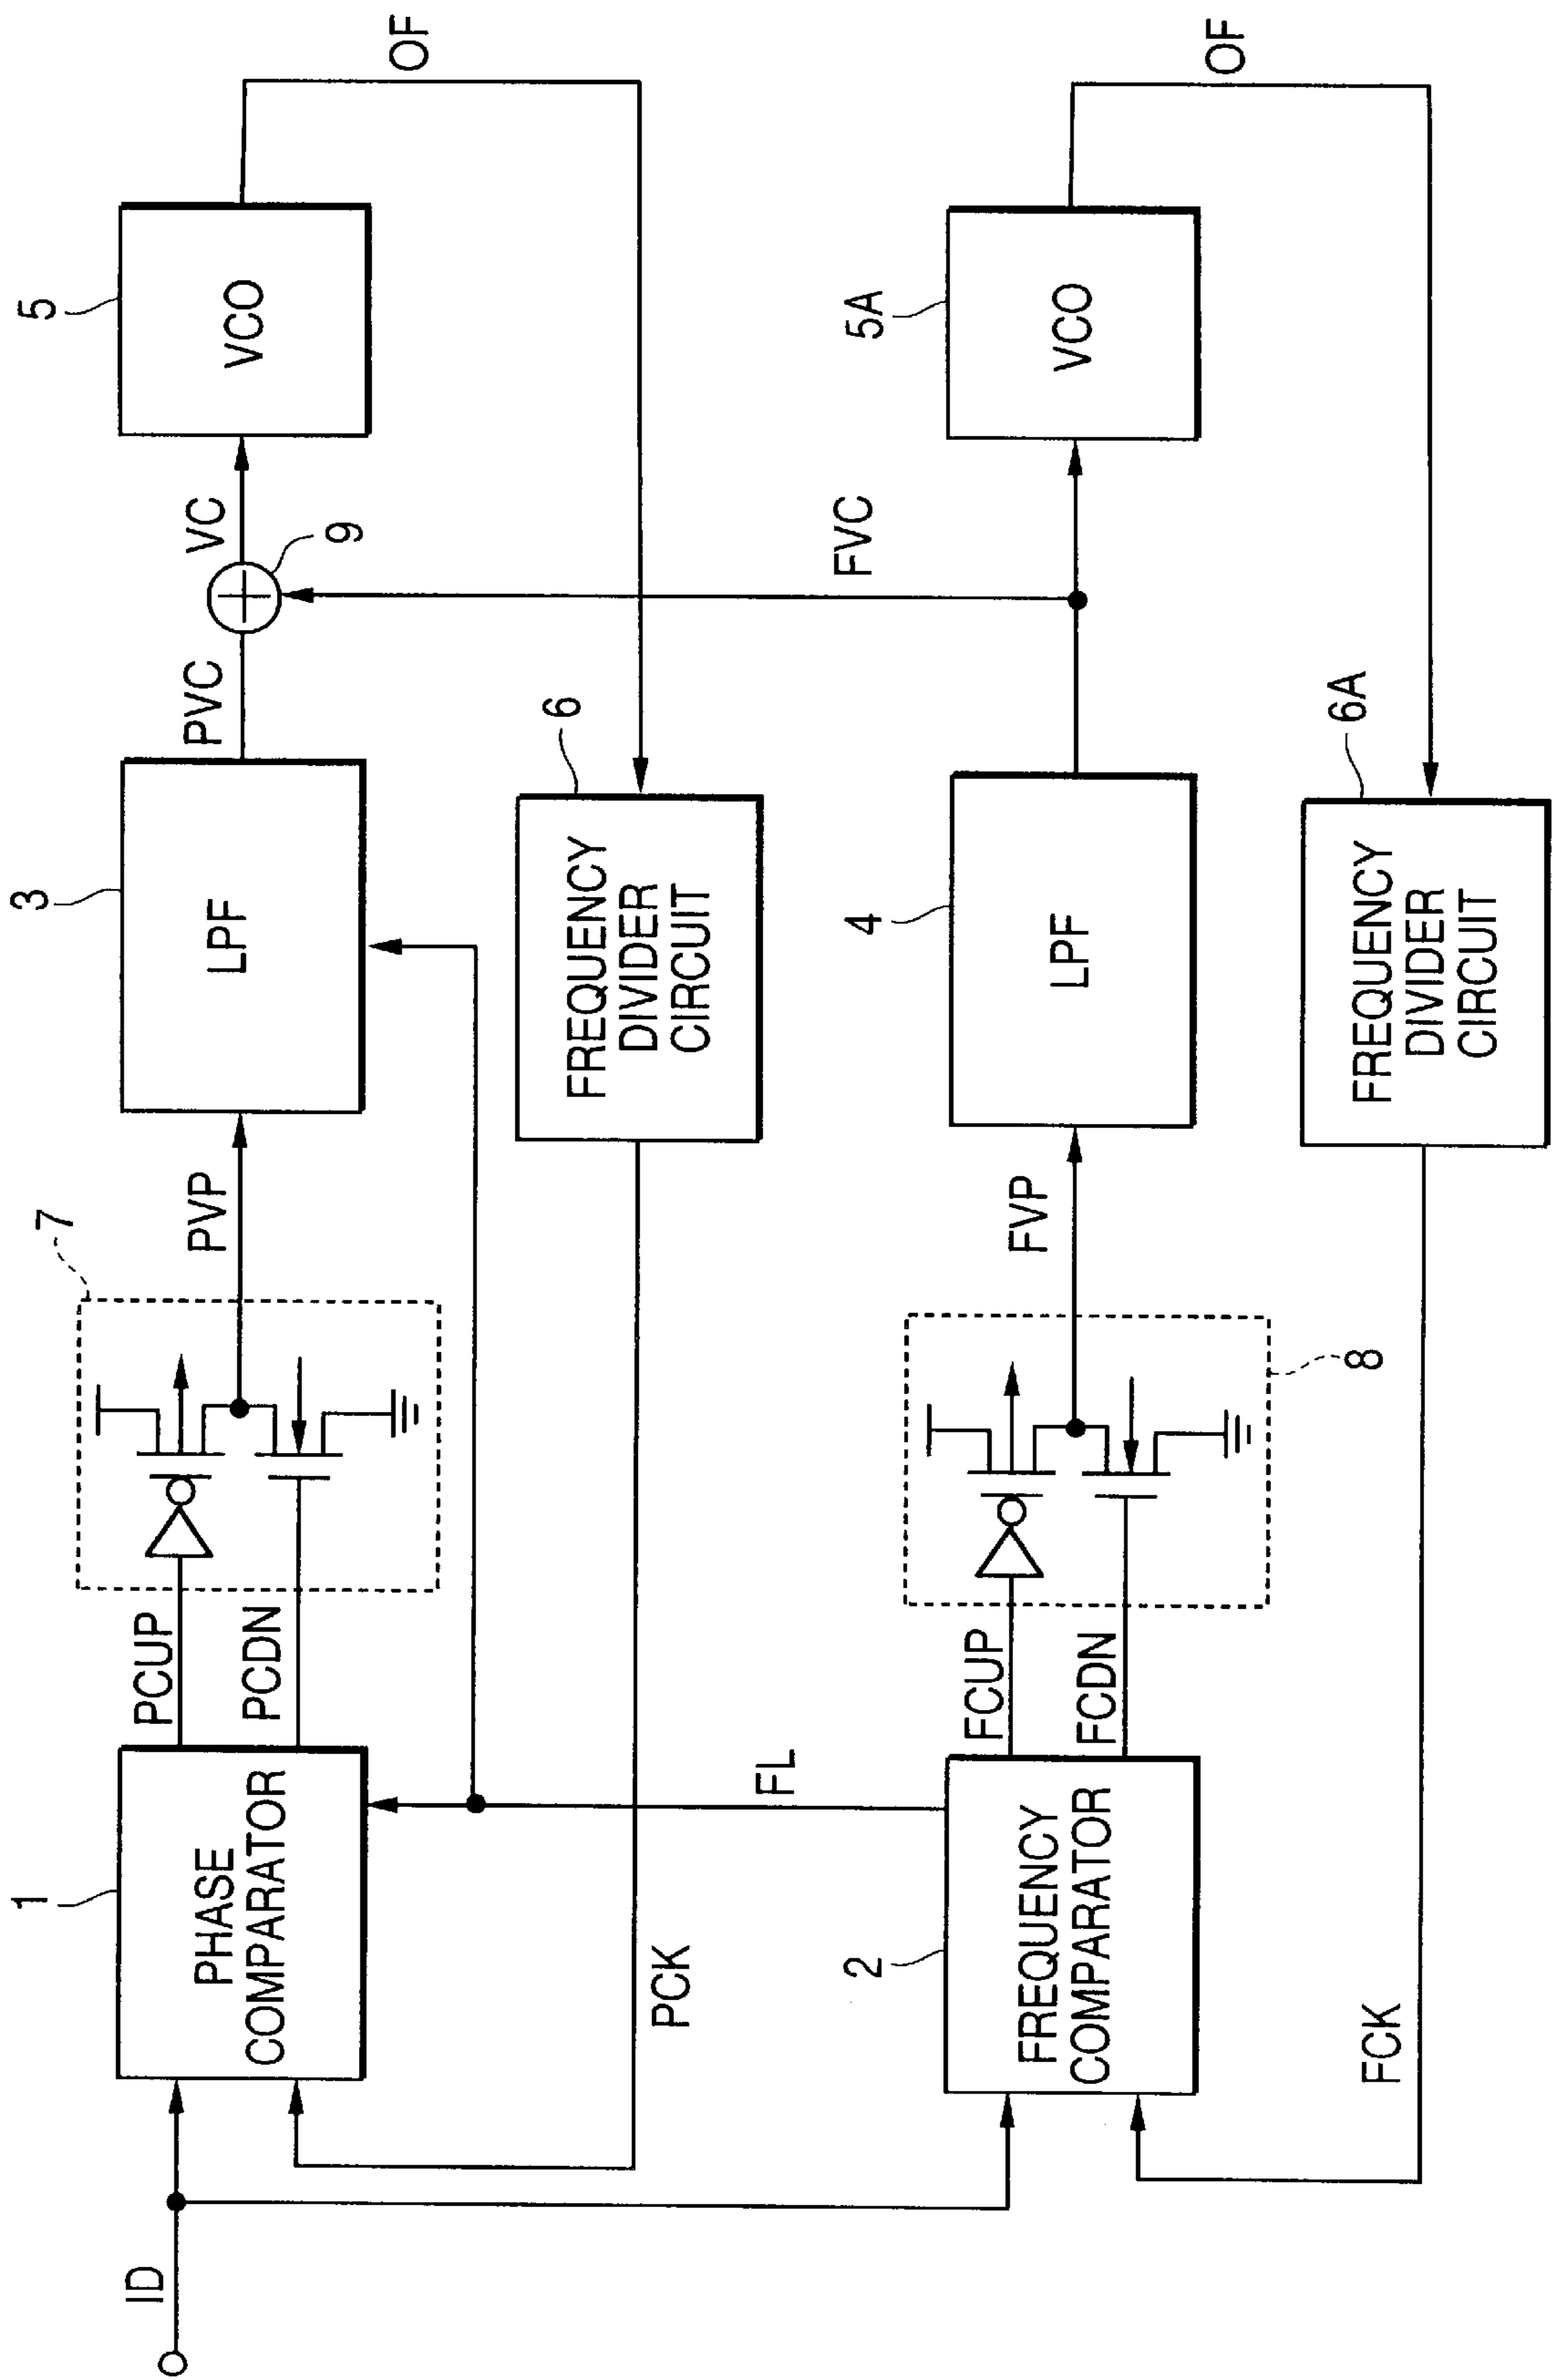 ID
1
PHASE
COMPARATOR
PCUP
PCDN
7
PVP
3
LPF
PVC
9
VC
5
VCO
OF
PCK
6
FREQUENCY
DIVIDER
CIRCUIT
FL
2
FREQUENCY
COMPARATOR
FCUP
FCDN
8
FVP
4
LPF
FVC
5A
VCO
OF
FCK
6A
FREQUENCY
DIVIDER
CIRCUIT